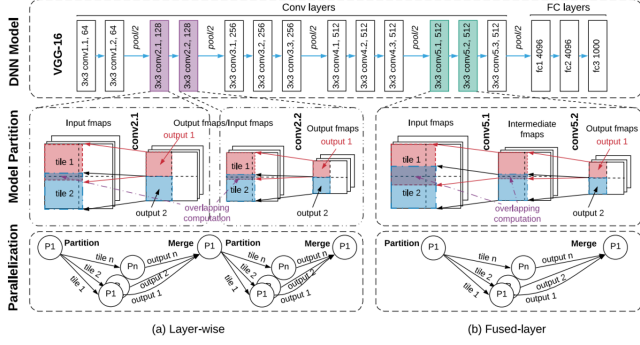 DNN Model
VGG-16
Conv layers
FC layers
3x3 conv1.1, 64
3x3 conv1.2, 64
pool/2
3x3 conv2.1, 128
3x3 conv2.2, 128
pool/2
3x3 conv3.1, 256
3x3 conv3.2, 256
3x3 conv3.3, 256
pool/2
3x3 conv4.1, 512
3x3 conv4.2, 512
3x3 conv4.3, 512
pool/2
3x3 conv5.1, 512
3x3 conv5.2, 512
3x3 conv5.3, 512
pool/2
fc1 4096
fc2 4096
fc3 1000
Model Partition
Input fmaps
conv2.1
Output fmaps/Input fmaps
conv2.2
Output fmaps
output 1
output 1
tile 1
tile 2
tile 1
tile 2
overlapping
computation
output 2
output 2
Input fmaps
conv5.1
Intermediate
fmaps
conv5.2
Output fmaps
output 1
tile 1
tile 2
overlapping
computation
output 2
Parallelization
P1
Partition
Merge
P1
Partition
Merge
P1
tile n
Pn
output n
tile 2
output 2
tile 1
P1
output 1
tile n
Pn
output n
tile 2
output 2
tile 1
P1
output 1
P1
Partition
Merge
P1
tile n
Pn
output n
tile 2
output 2
tile 1
P1
output 1
(a) Layer-wise
(b) Fused-layer